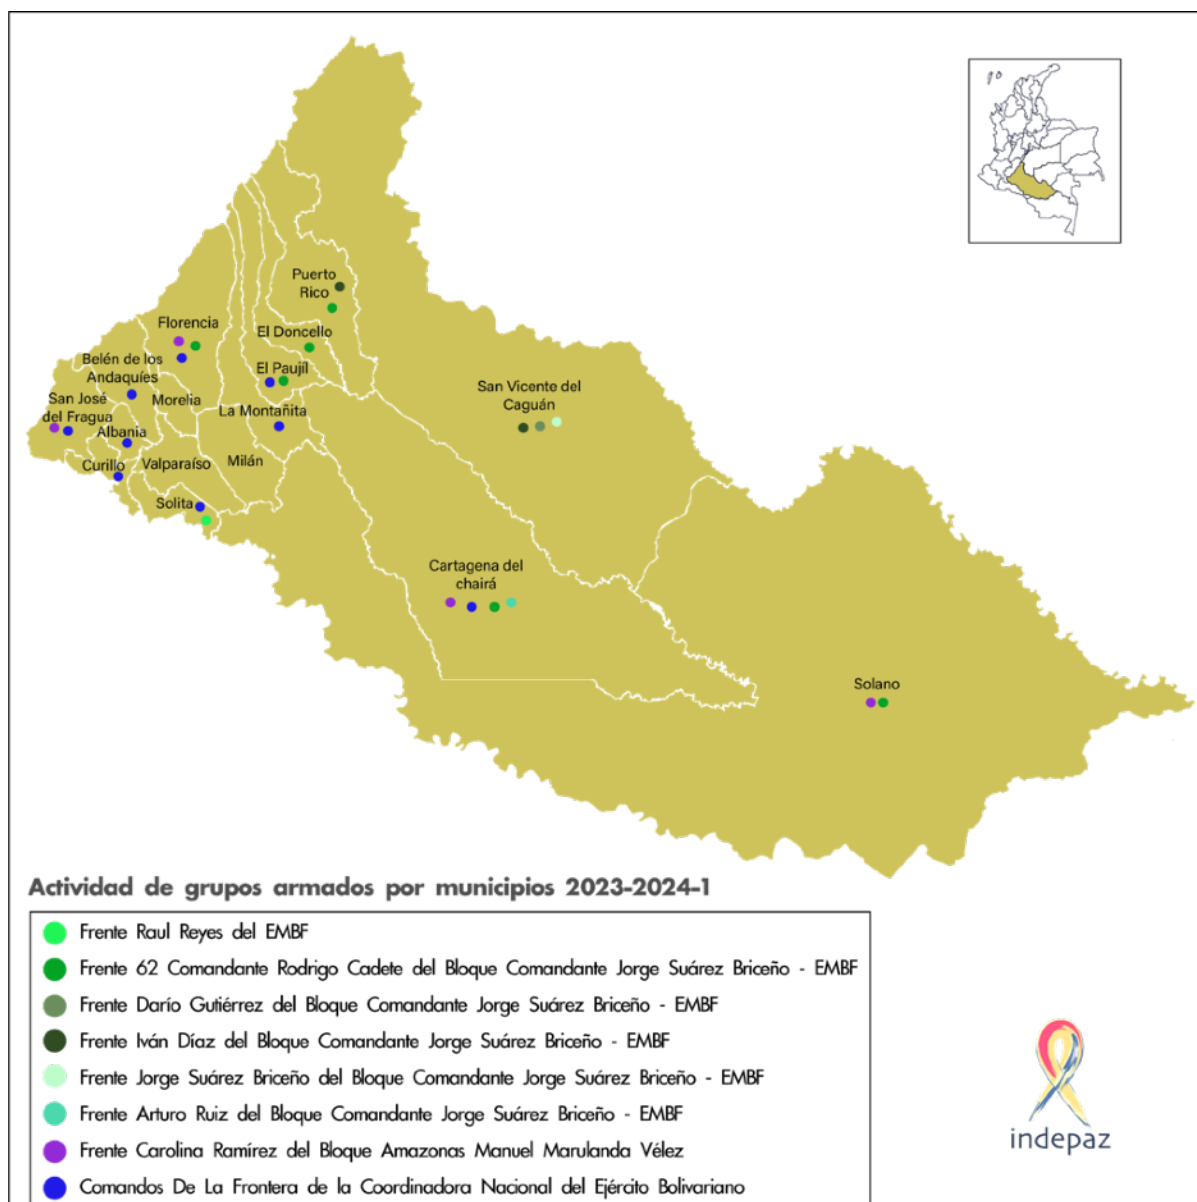 Puerto
Rico
Florencia
El Doncello
Belén de los
Andaquíes
El Paujíl
San José
del Fragua
Morelia
La Montañita
San Vicente del
Caguán
Albania
Curillo
Valparaíso
Milán
Solita
Cartagena del
chairá
Solano
Actividad de grupos armados por municipios 2023-2024-1
Frente Raul Reyes del EMBF
Frente 62 Comandante Rodrigo Cadete del Bloque Comandante Jorge Suárez Briceño - EMBF
Frente Darío Gutiérrez del Bloque Comandante Jorge Suárez Briceño - EMBF
Frente Iván Díaz del Bloque Comandante Jorge Suárez Briceño - EMBF
Frente Jorge Suárez Briceño del Bloque Comandante Jorge Suárez Briceño - EMBF
Frente Arturo Ruiz del Bloque Comandante Jorge Suárez Briceño - EMBF
Frente Carolina Ramírez del Bloque Amazonas Manuel Marulanda Vélez
Comandos De La Frontera de la Coordinadora Nacional del Ejército Bolivariano
indepaz